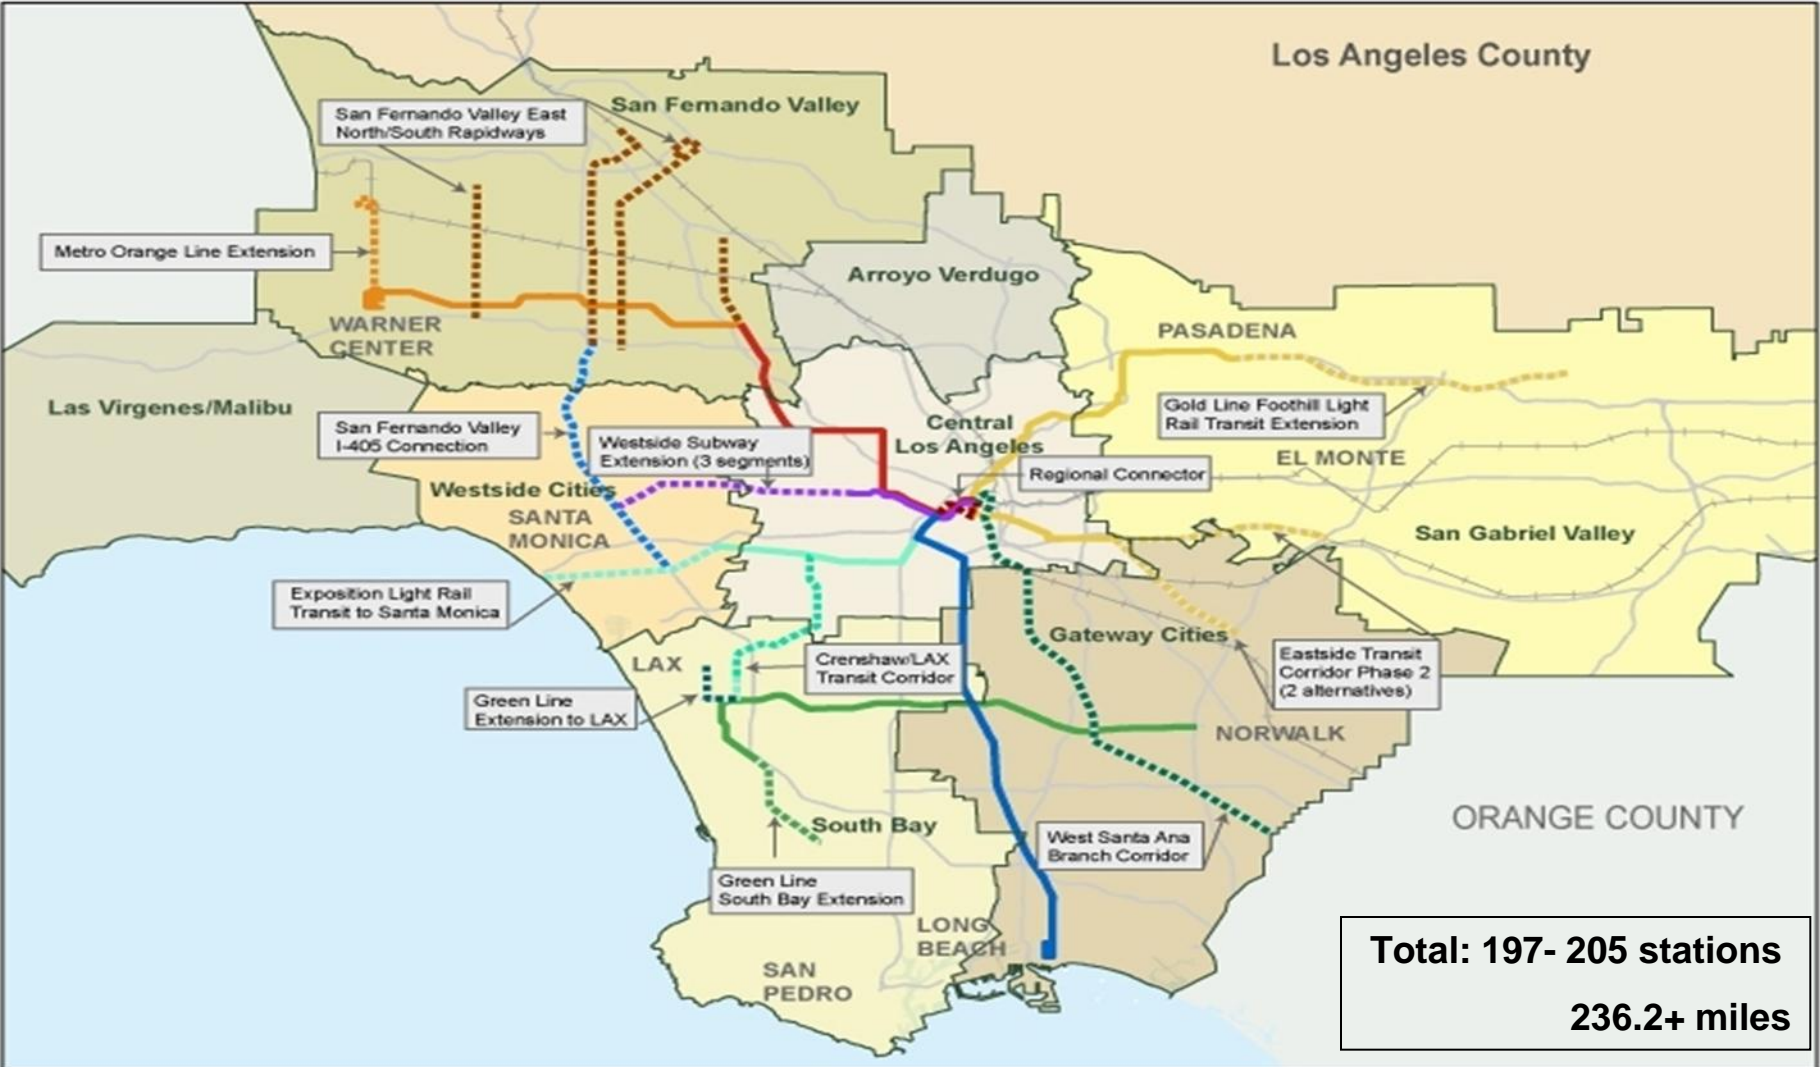 Los Angeles County
San Fernando Valley East
North/South Rapidways
San Fernando Valley
Metro Orange Line Extension
Arroyo Verdugo
WARNER
CENTER
PASADENA
Las Virgenes/Malibu
San Fernando Valley
I-405 Connection
Westside Subway
Extension (3 segments)
Central
Los Angeles
Gold Line Foothill Light
Rail Transit Extension
EL MONTE
Regional Connector
Westside Cities
SANTA
MONICA
San Gabriel Valley
Exposition Light Rail
Transit to Santa Monica
Gateway Cities
LAX
Crenshaw/LAX
Transit Corridor
Eastside Transit
Corridor Phase 2
(2 alternatives)
Green Line
Extension to LAX
NORWALK
ORANGE COUNTY
South Bay
West Santa Ana
Branch Corridor
Green Line
South Bay Extension
LONG
BEACH
SAN
PEDRO
Total: 197- 205 stations
236.2+ miles